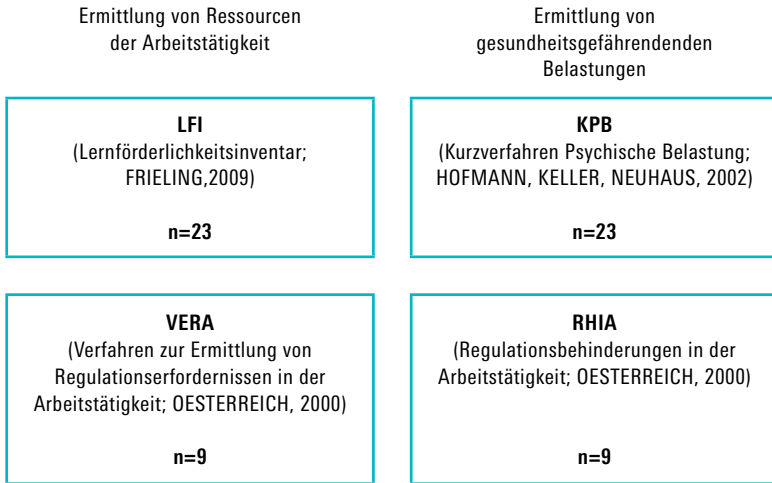 Ermittlung von Ressourcen
der Arbeitstätigkeit
Ermittlung von
gesundheitsgefährdendenden
Belastungen
LFI
(Lernförderlichkeitsinventar;
FRIELING,2009)
n=23
KPB
(Kurzverfahren Psychische Belastung;
HOFMANN, KELLER, NEUHAUS, 2002)
n=23
VERA
(Verfahren zur Ermittlung von
Regulationserfordernissen in der
Arbeitstätigkeit; OESTERREICH, 2000)
n=9
RHIA
(Regulationsbehinderungen in der
Arbeitstätigkeit; OESTERREICH, 2000)
n=9